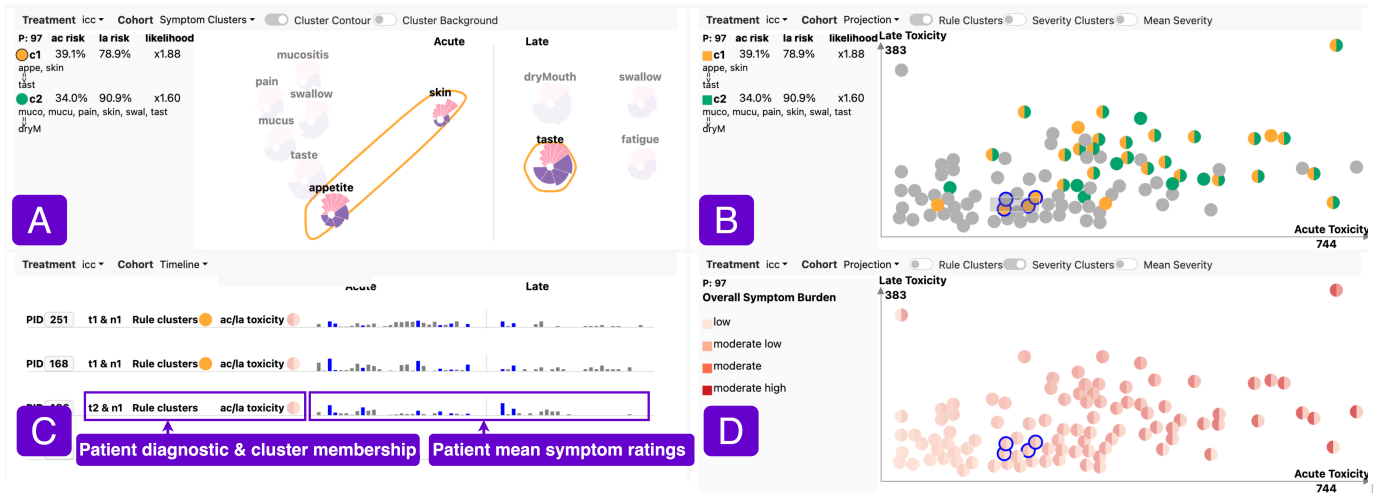 Treatment icc Cohort Symptom Clusters Cluster Contour Cluster Background
P: 97 ac risk la risk likelihood
c1 39.1% 78.9% x1.88
appe, skin
=>
tast
c2 34.0% 90.9% x1.60
muco, mucu, pain, skin, swal, tast
=>
dryM
Acute Late
mucositis
pain
swallow
mucus
taste
skin
appetite
dryMouth
swallow
taste
fatigue
A
Treatment icc Cohort Projection Rule Clusters Severity Clusters Mean Severity
P: 97 ac risk la risk likelihood
c1 39.1% 78.9% x1.88
appe, skin
=>
tast
c2 34.0% 90.9% x1.60
muco, mucu, pain, skin, swal, tast
=>
dryM
Late Toxicity
383
Acute Toxicity
744
B
Treatment icc Cohort Timeline
Acute Late
PID 251 t1 & n1 Rule clusters ac/la toxicity
PID 168 t1 & n1 Rule clusters ac/la toxicity
t2 & n1 Rule clusters ac/la toxicity
C
Patient diagnostic & cluster membership
Patient mean symptom ratings
Treatment icc Cohort Projection Rule Clusters Severity Clusters Mean Severity
P: 97
Overall Symptom Burden
low
moderate low
moderate
moderate high
Late Toxicity
383
Acute Toxicity
744
D